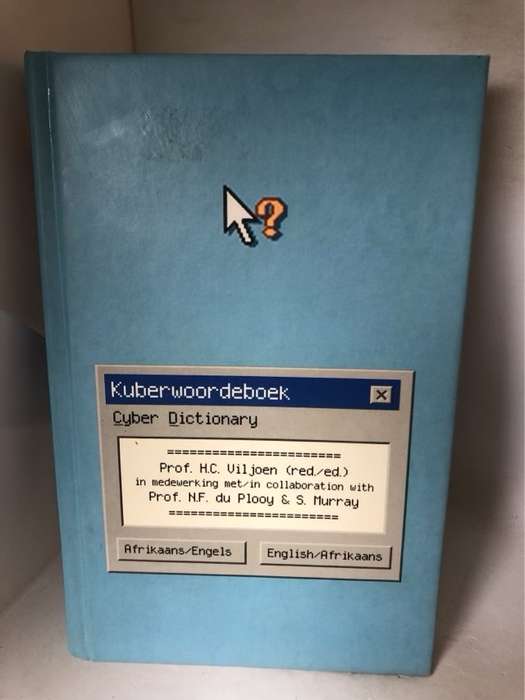 ?
Kuberwoordeboek
Cyber Dictionary
=======================
Prof. H.C. Viljoen (red./ed.)
in medewerking met/in collaboration with
Prof. N.F. du Plooy & S. Murray
=======================
Afrikaans/Engels English/Afrikaans